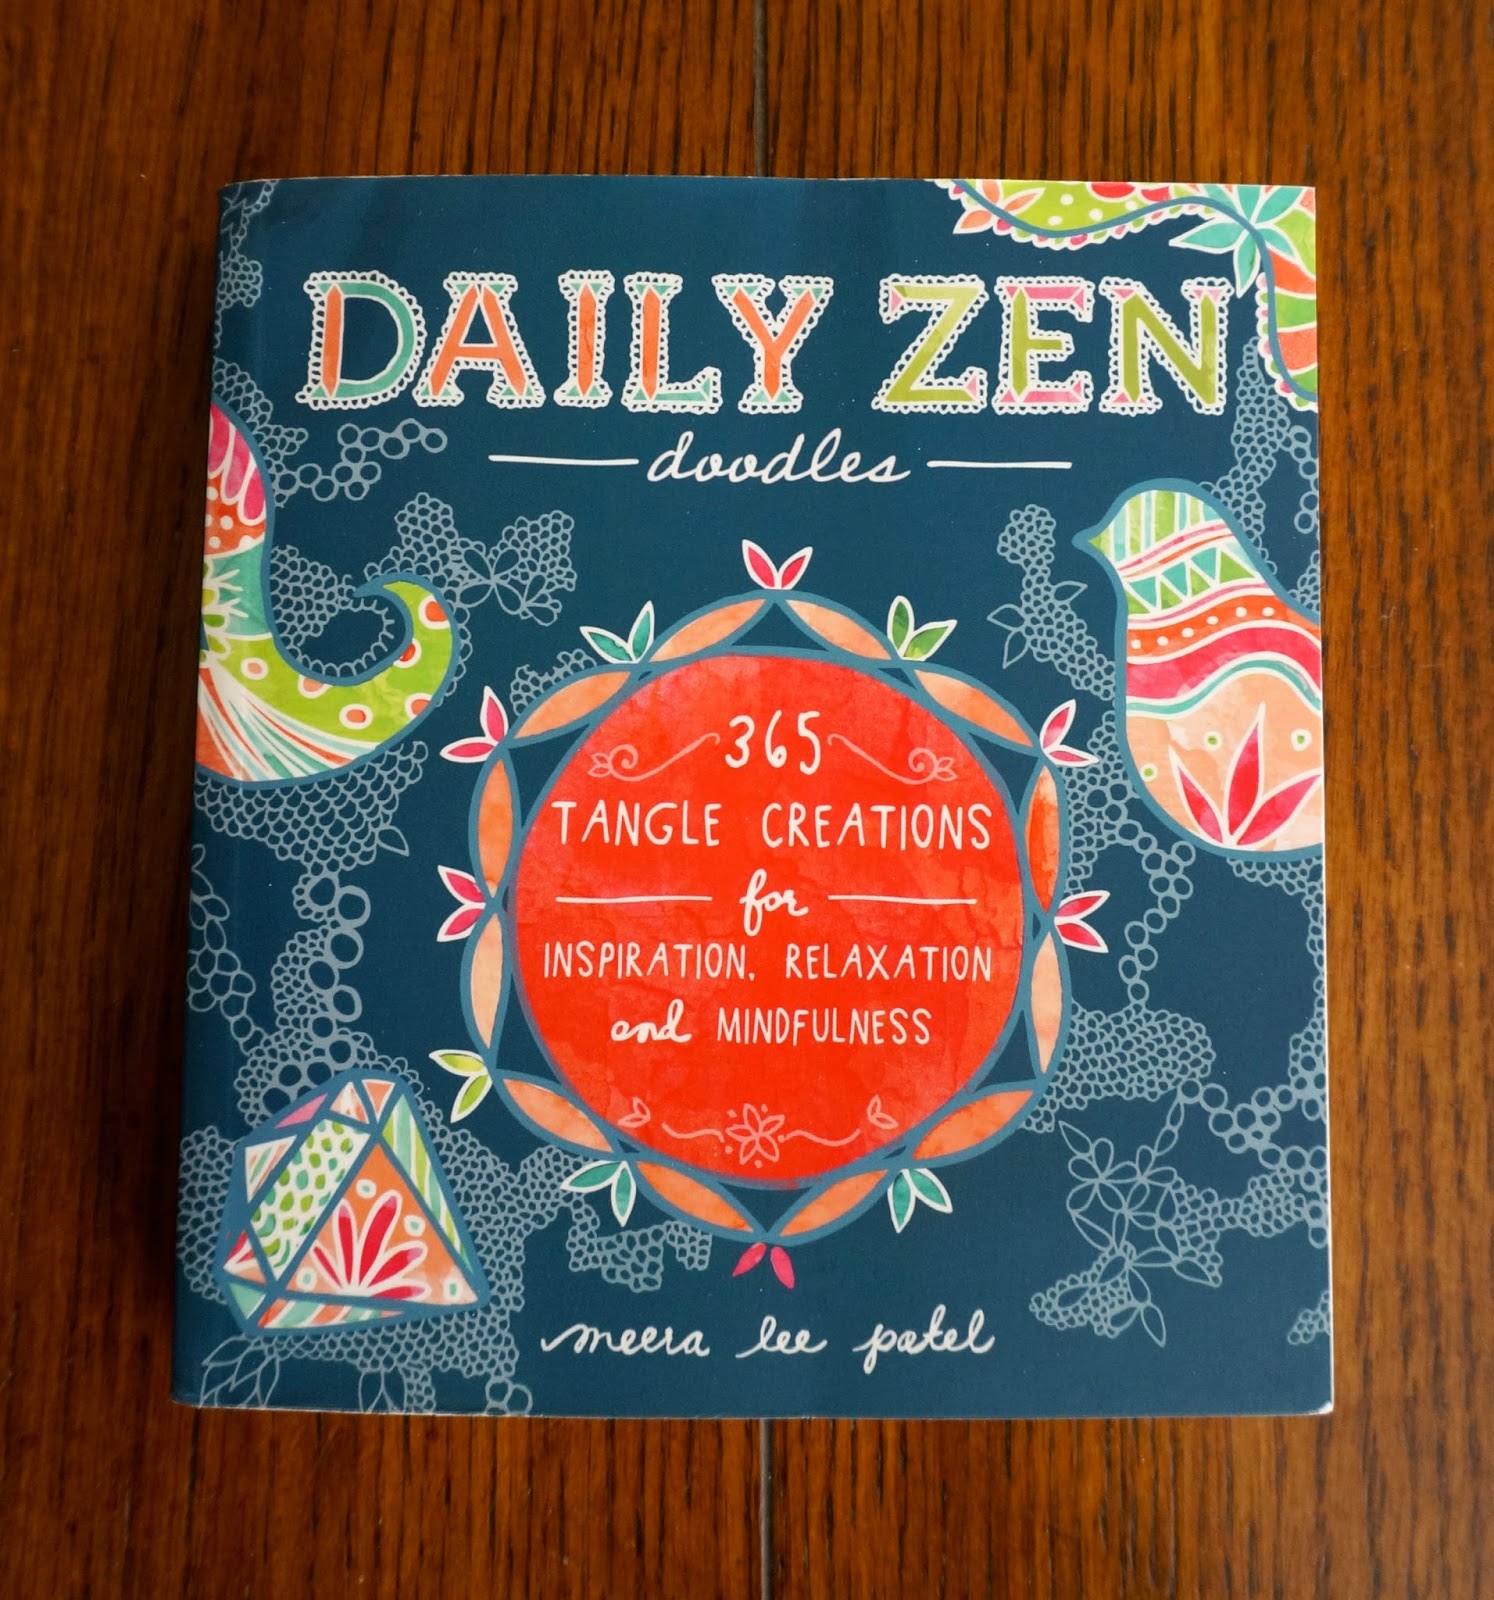 DAILY ZEN
doodles
365
TANGLE CREATIONS
for
INSPIRATION, RELAXATION
and MINDFULNESS
meera lee patel